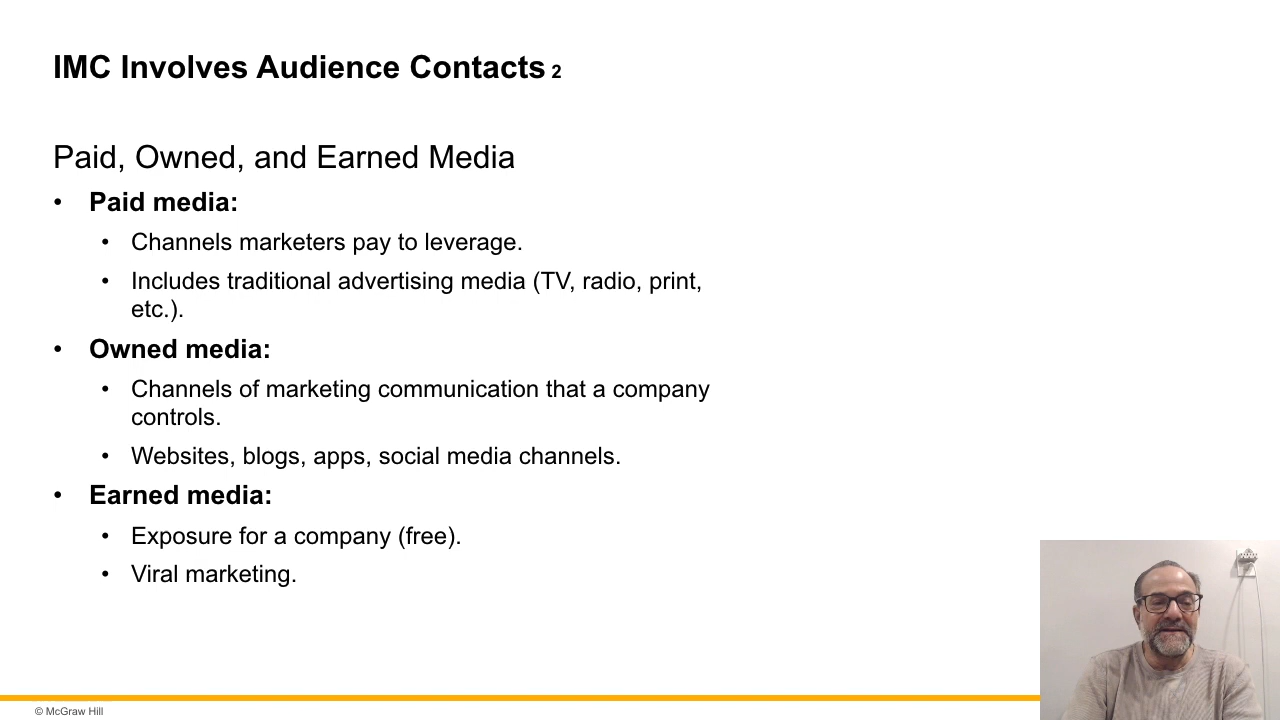 IMC Involves Audience Contacts 2
Paid, Owned, and Earned Media
• Paid media:
• Channels marketers pay to leverage.
• Includes traditional advertising media (TV, radio, print,
etc.).
• Owned media:
• Channels of marketing communication that a company
controls.
• Websites, blogs, apps, social media channels.
• Earned media:
• Exposure for a company (free).
• Viral marketing.
© McGraw Hill